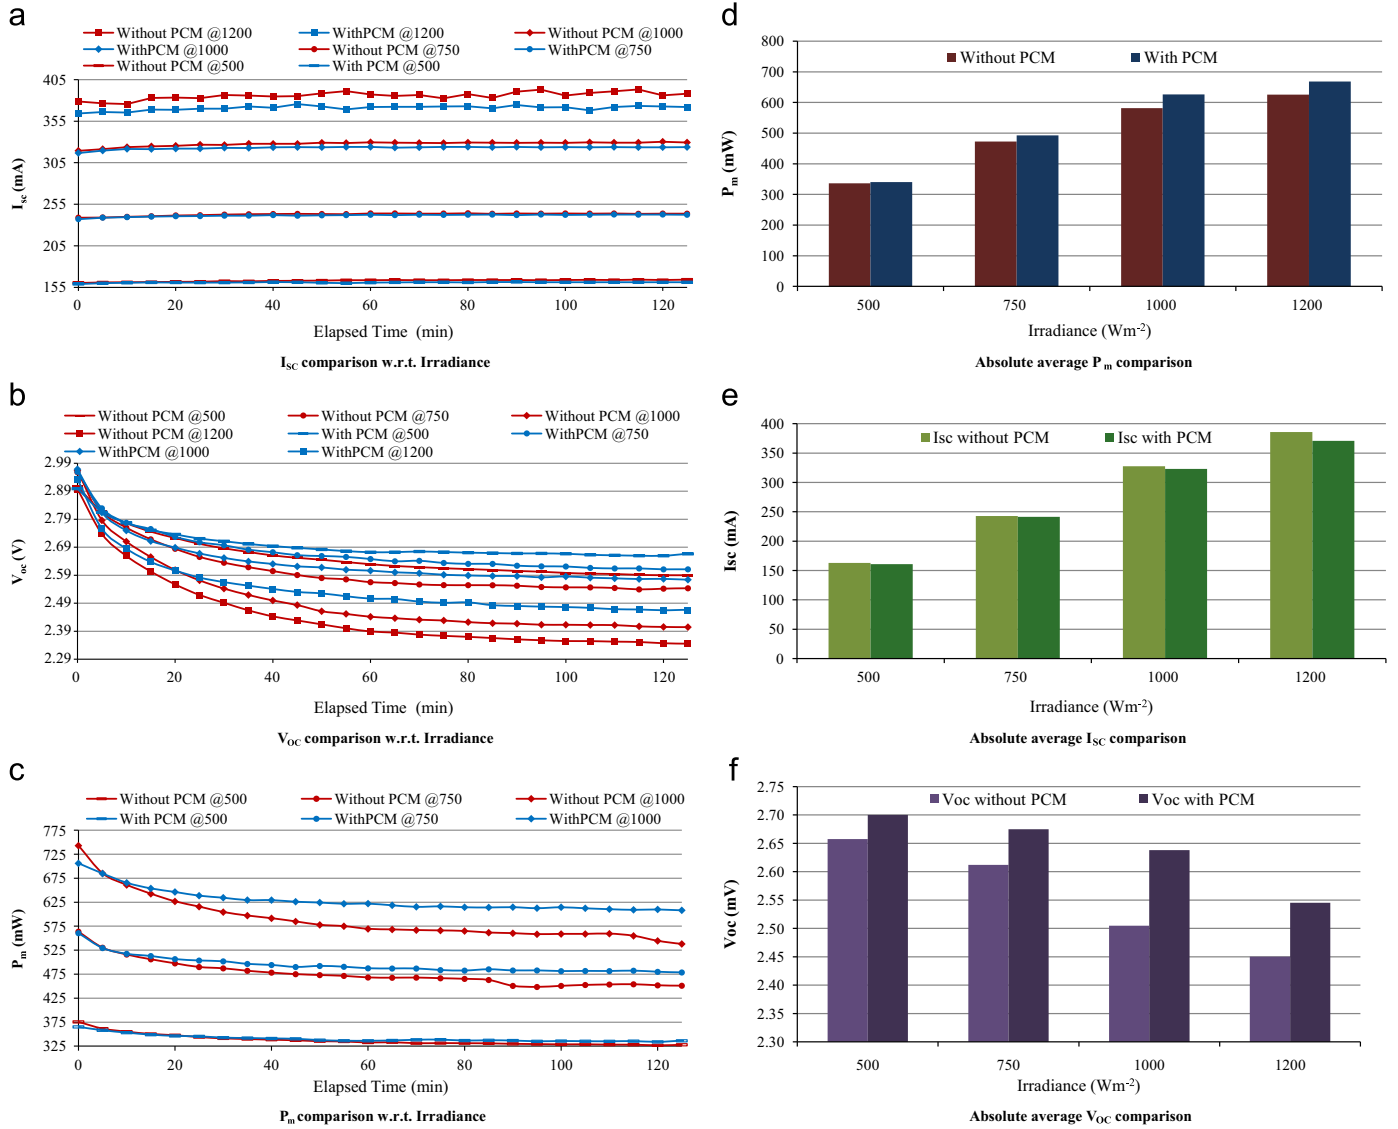 a
Without PCM @1200 WithPCM @1200 Without PCM @1000
WithPCM @1000 Without PCM @750 WithPCM @750
Without PCM @500 With PCM @500
405
355
305
255
205
155
I_sc (mA)
0 20 40 60 80 100 120
Elapsed Time (min)
I_SC comparison w.r.t. Irradiance
b
Without PCM @500 Without PCM @750 Without PCM @1000
Without PCM @1200 With PCM @500 WithPCM @750
WithPCM @1000 WithPCM @1200
2.99
2.89
2.79
2.69
2.59
2.49
2.39
2.29
V_oc (V)
0 20 40 60 80 100 120
Elapsed Time (min)
V_OC comparison w.r.t. Irradiance
c
Without PCM @500 Without PCM @750 Without PCM @1000
With PCM @500 WithPCM @750 WithPCM @1000
775
725
675
625
575
525
475
425
375
325
P_m (mW)
0 20 40 60 80 100 120
Elapsed Time (min)
P_m comparison w.r.t. Irradiance
d
800
700
600
500
400
300
200
100
0
Without PCM With PCM
P_m (mW)
500 750 1000 1200
Irradiance (Wm-2)
Absolute average P_m comparison
e
400
350
300
250
200
150
100
50
0
Isc without PCM Isc with PCM
Isc (mA)
500 750 1000 1200
Irradiance (Wm-2)
Absolute average I_SC comparison
f
2.75
2.70
2.65
2.60
2.55
2.50
2.45
2.40
2.35
2.30
Voc without PCM Voc with PCM
Voc (mV)
500 750 1000 1200
Irradiance (Wm-2)
Absolute average V_OC comparison